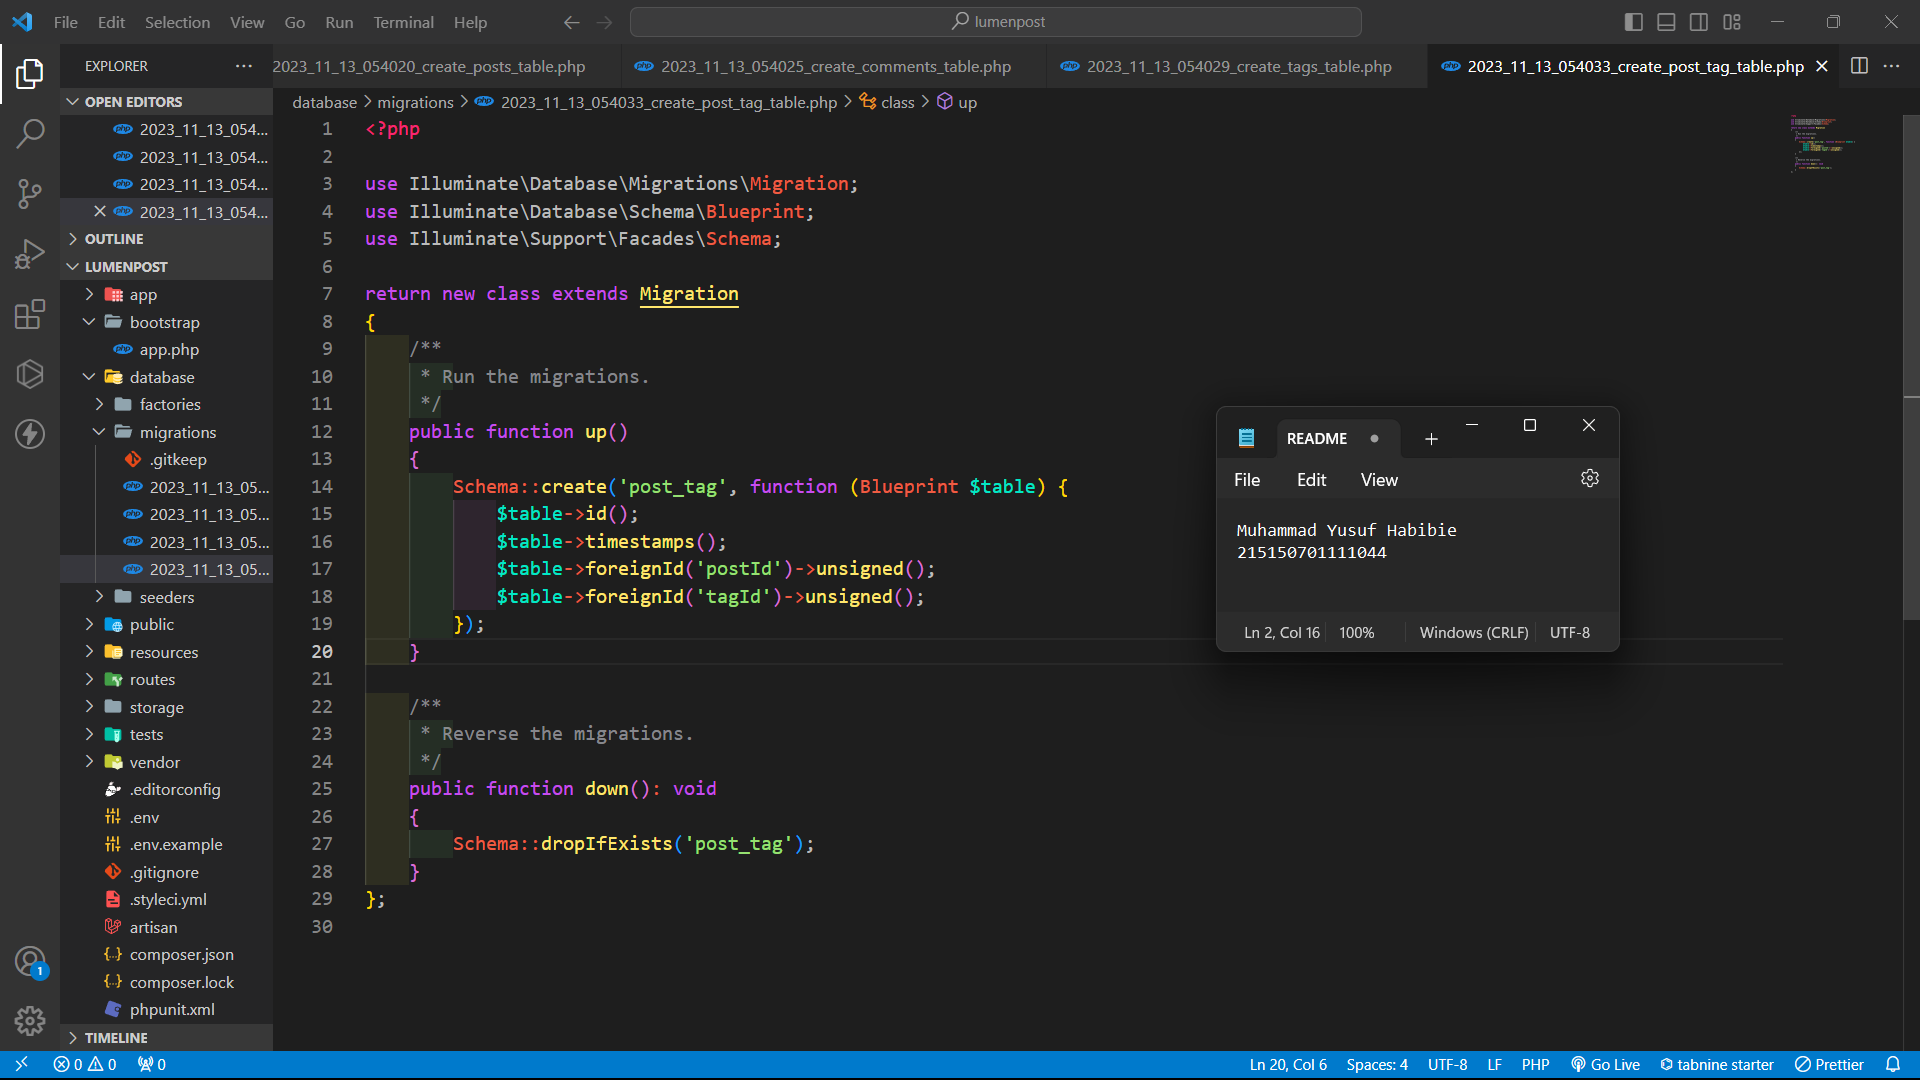 File Edit Selection View Go Run Terminal Help
lumenpost
EXPLORER
2023_11_13_054020_create_posts_table.php
2023_11_13_054025_create_comments_table.php
2023_11_13_054029_create_tags_table.php
2023_11_13_054033_create_post_tag_table.php
OPEN EDITORS
2023_11_13_054...
2023_11_13_054...
2023_11_13_054...
2023_11_13_054...
OUTLINE
LUMENPOST
app
bootstrap
app.php
database
factories
migrations
.gitkeep
2023_11_13_05...
2023_11_13_05...
2023_11_13_05...
2023_11_13_05...
seeders
public
resources
routes
storage
tests
vendor
.editorconfig
.env
.env.example
.gitignore
.styleci.yml
artisan
composer.json
composer.lock
phpunit.xml
TIMELINE
database > migrations > 2023_11_13_054033_create_post_tag_table.php > class > up
1 <?php
2
3 use Illuminate\Database\Migrations\Migration;
4 use Illuminate\Database\Schema\Blueprint;
5 use Illuminate\Support\Facades\Schema;
6
7 return new class extends Migration
8 {
9 /**
10 * Run the migrations.
11 */
12 public function up()
13 {
14 Schema::create('post_tag', function (Blueprint $table) {
15 $table->id();
16 $table->timestamps();
17 $table->foreignId('postId')->unsigned();
18 $table->foreignId('tagId')->unsigned();
19 });
20 }
21
22 /**
23 * Reverse the migrations.
24 */
25 public function down(): void
26 {
27 Schema::dropIfExists('post_tag');
28 }
29 };
30
README
File Edit View
Muhammad Yusuf Habibie
215150701111044
Ln 2, Col 16 100% Windows (CRLF) UTF-8
1
0 0 0
Ln 20, Col 6 Spaces: 4 UTF-8 LF PHP Go Live tabnine starter Prettier